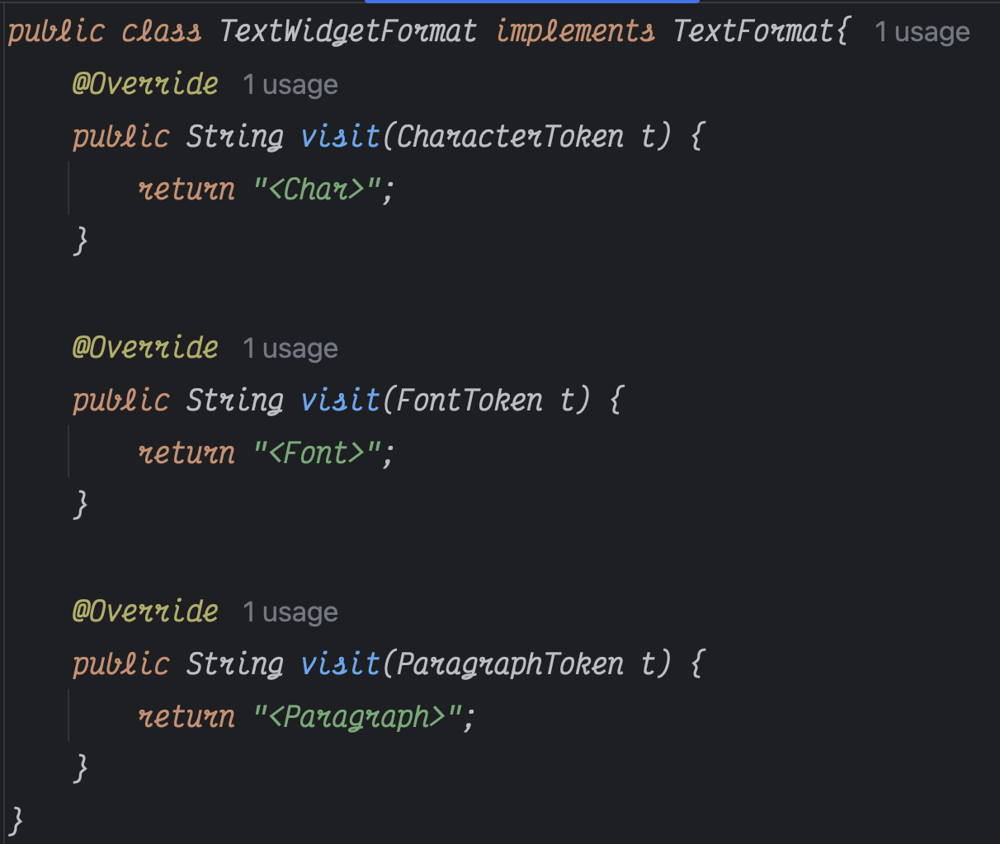 public class TextWidgetFormat implements TextFormat{ 1 usage
@Override 1 usage
public String visit(CharacterToken t) {
return "<Char>";
}
@Override 1 usage
public String visit(FontToken t) {
return "<Font>";
}
@Override 1 usage
public String visit(ParagraphToken t) {
return "<Paragraph>";
}
}